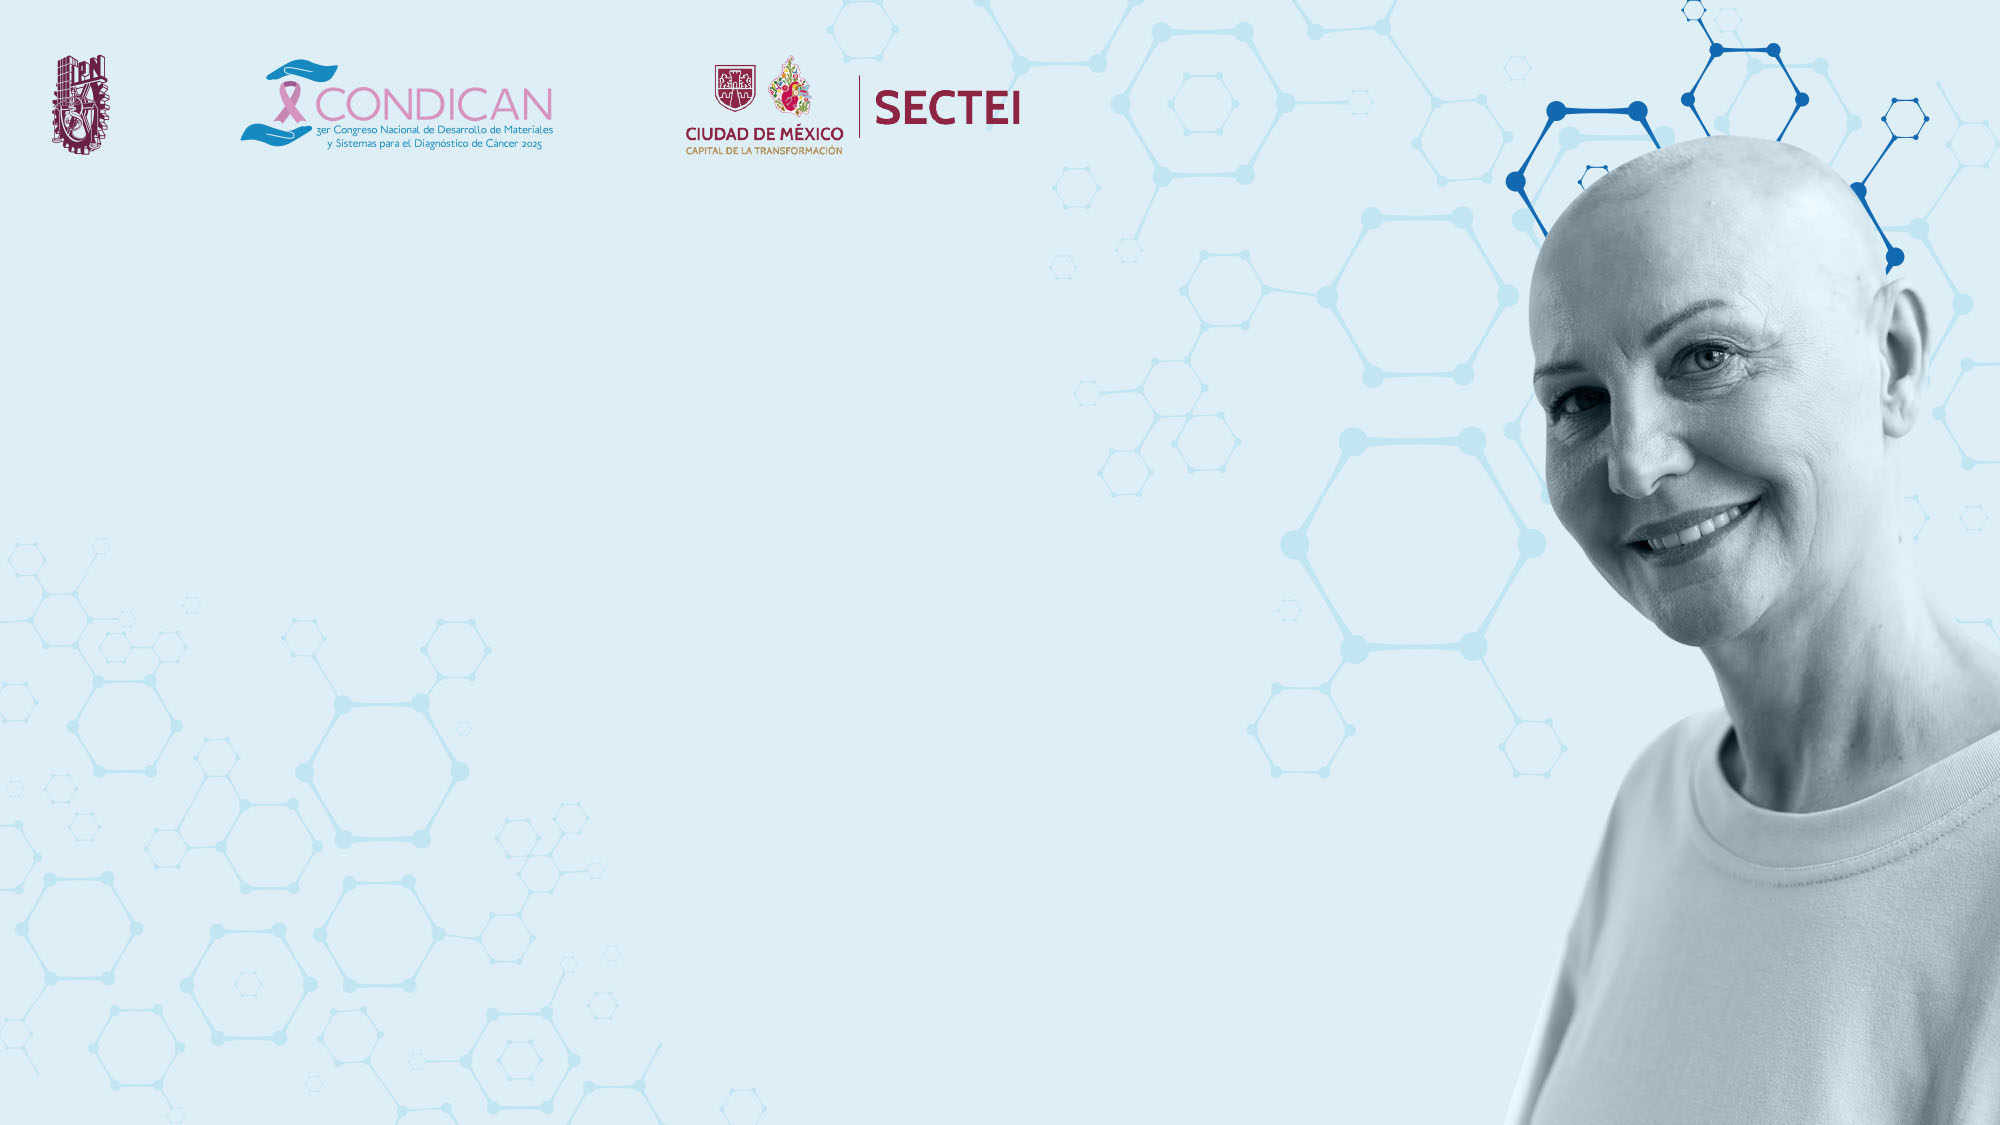 IPN
CONDICAN
3er Congreso Nacional de Desarrollo de Materiales
y Sistemas para el Diagnóstico de Cáncer 2025
CIUDAD DE MÉXICO
CAPITAL DE LA TRANSFORMACIÓN
SECTEI